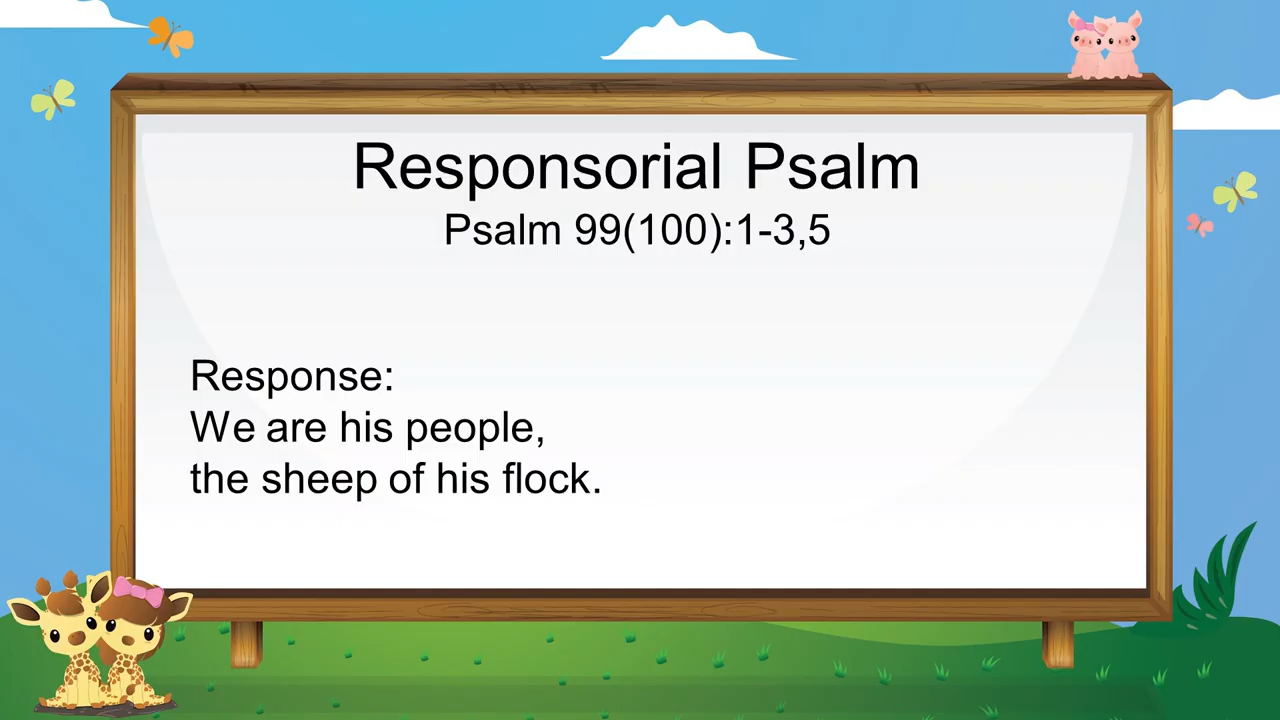 Responsorial Psalm
Psalm 99(100):1-3,5
Response:
We are his people,
the sheep of his flock.